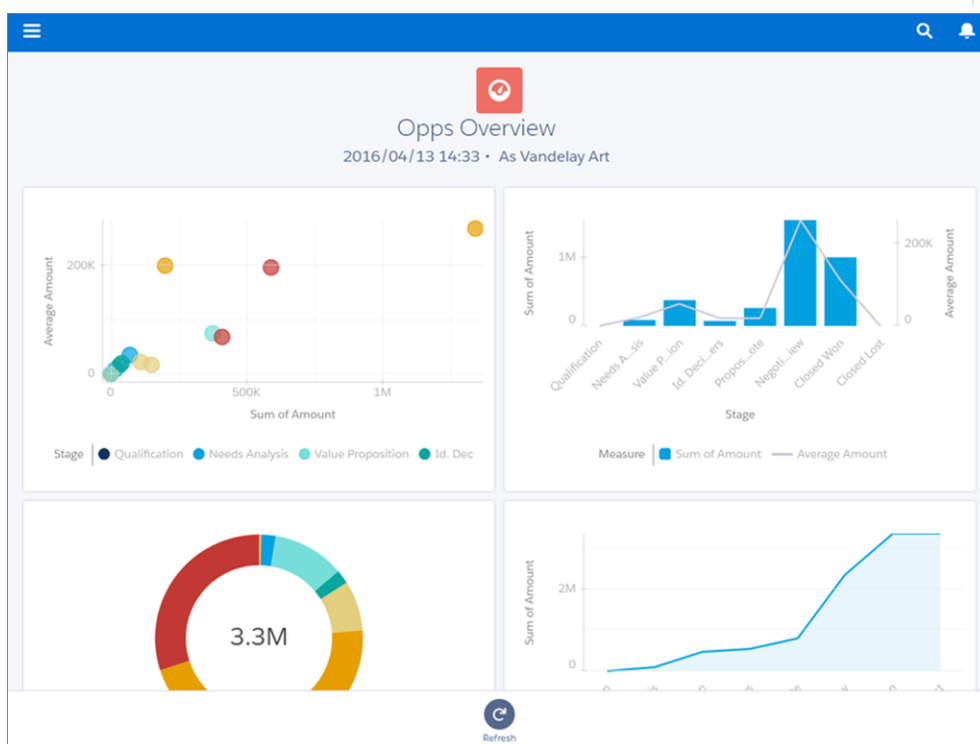 Opps Overview
2016/04/13 14:33 • As Vandelay Art
Average Amount
200K
0
0
500K
1M
Sum of Amount
Stage
Qualification
Needs Analysis
Value Proposition
Id. Dec
Sum of Amount
1M
0
200K
0
Average Amount
Qualification
Needs A...sis
Value P...ion
Id. Deci...ers
Propos...ote
Negoti...iew
Closed Won
Closed Lost
Stage
Measure
Sum of Amount
Average Amount
3.3M
Sum of Amount
2M
0
Refresh